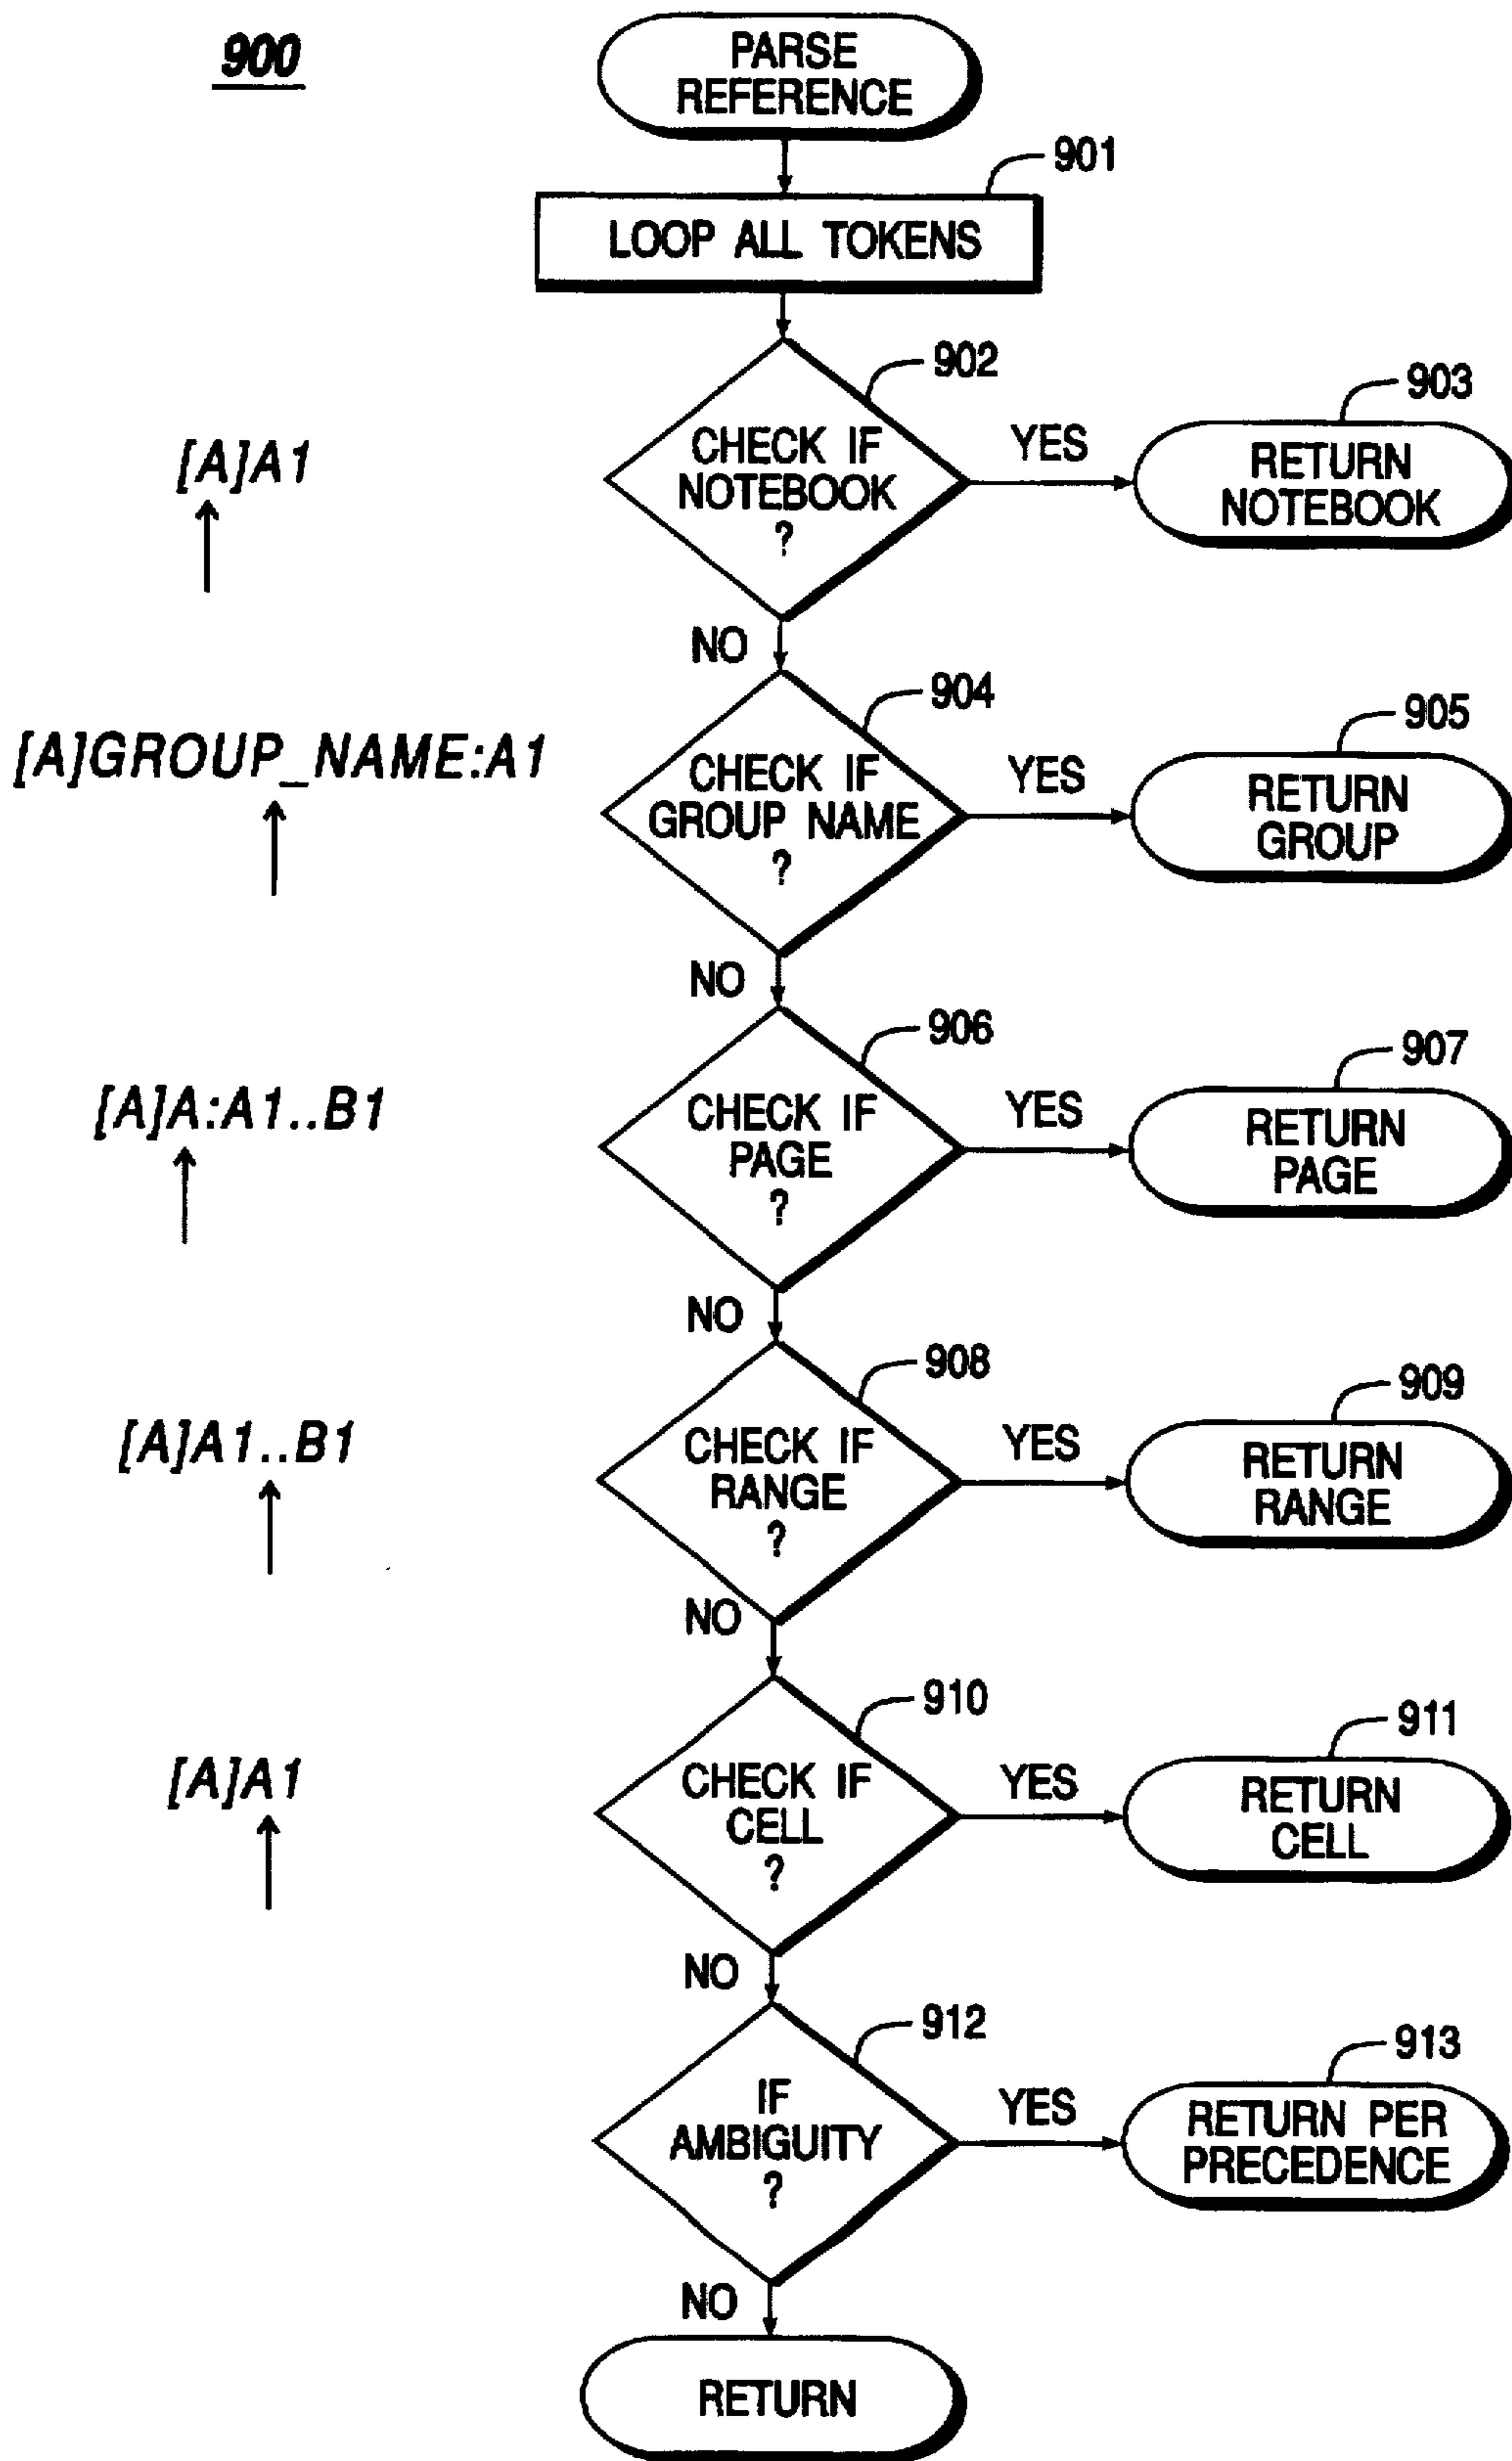 900
PARSE
REFERENCE
901
LOOP ALL TOKENS
902
903
[A]A1
CHECK IF
NOTEBOOK
?
YES
RETURN
NOTEBOOK
NO
904
905
[A]GROUP_NAME:A1
CHECK IF
GROUP NAME
?
YES
RETURN
GROUP
NO
906
907
[A]A:A1..B1
CHECK IF
PAGE
?
YES
RETURN
PAGE
NO
908
909
[A]A1..B1
CHECK IF
RANGE
?
YES
RETURN
RANGE
NO
910
911
[A]A1
CHECK IF
CELL
?
YES
RETURN
CELL
NO
912
913
IF
AMBIGUITY
?
YES
RETURN PER
PRECEDENCE
NO
RETURN